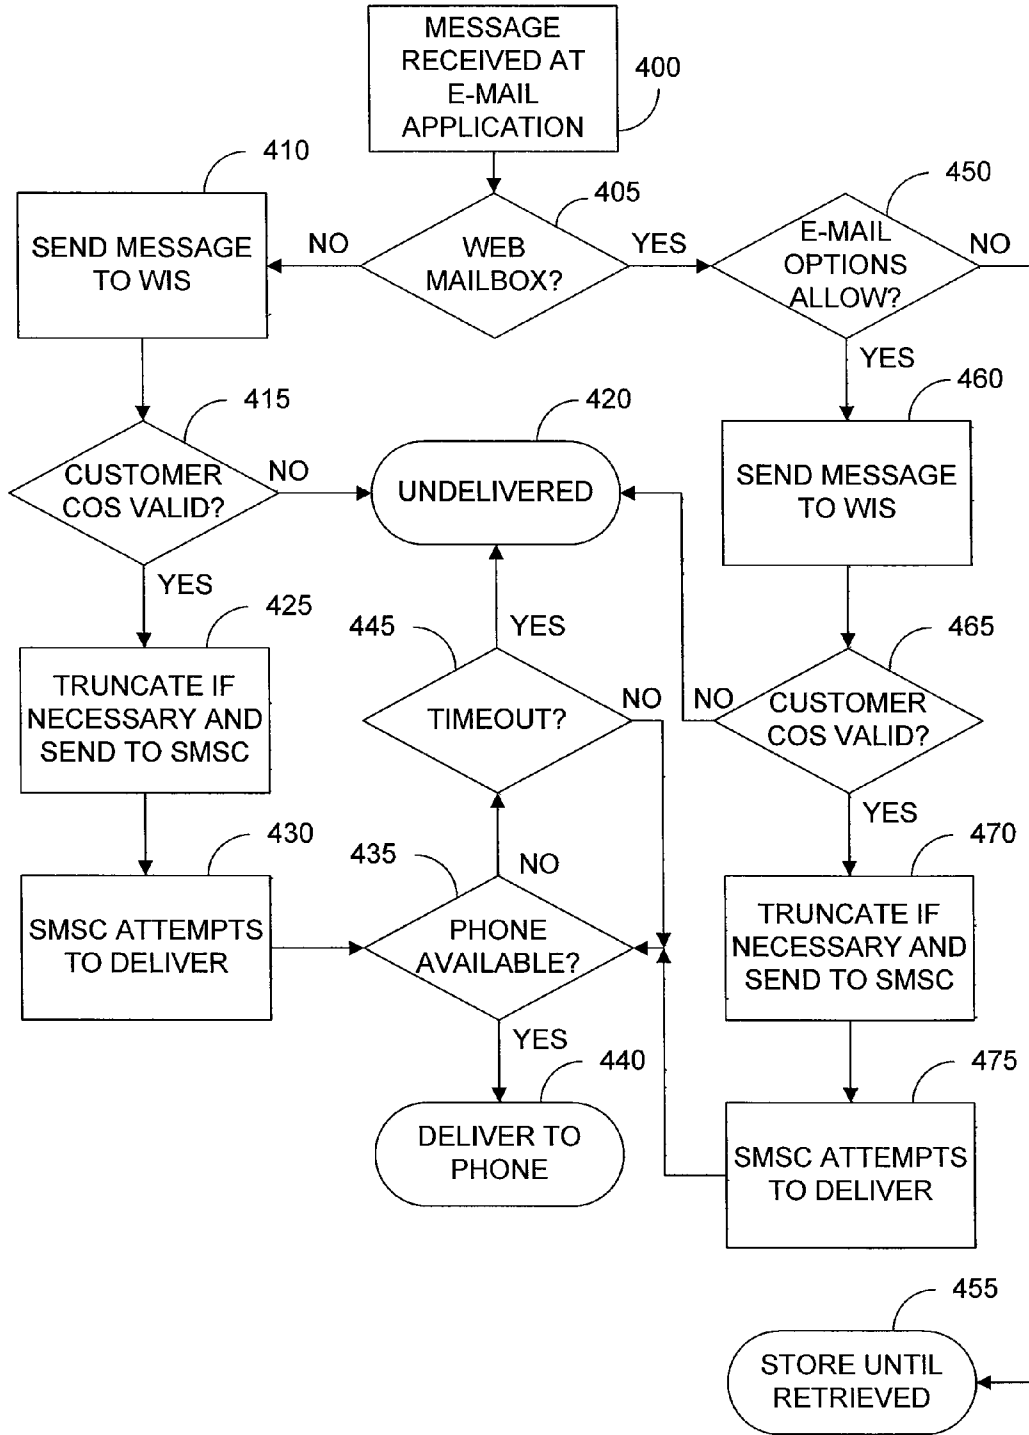 MESSAGE
RECEIVED AT
E-MAIL
APPLICATION
400
410
405
450
SEND MESSAGE
TO WIS
NO
WEB
MAILBOX?
YES
E-MAIL
OPTIONS
ALLOW?
NO
YES
415
420
460
CUSTOMER
COS VALID?
NO
UNDELIVERED
SEND MESSAGE
TO WIS
YES
425
445
YES
465
TRUNCATE IF
NECESSARY AND
SEND TO SMSC
TIMEOUT?
NO
NO
CUSTOMER
COS VALID?
YES
430
435
NO
470
SMSC ATTEMPTS
TO DELIVER
PHONE
AVAILABLE?
TRUNCATE IF
NECESSARY AND
SEND TO SMSC
YES
440
475
DELIVER TO
PHONE
SMSC ATTEMPTS
TO DELIVER
455
STORE UNTIL
RETRIEVED